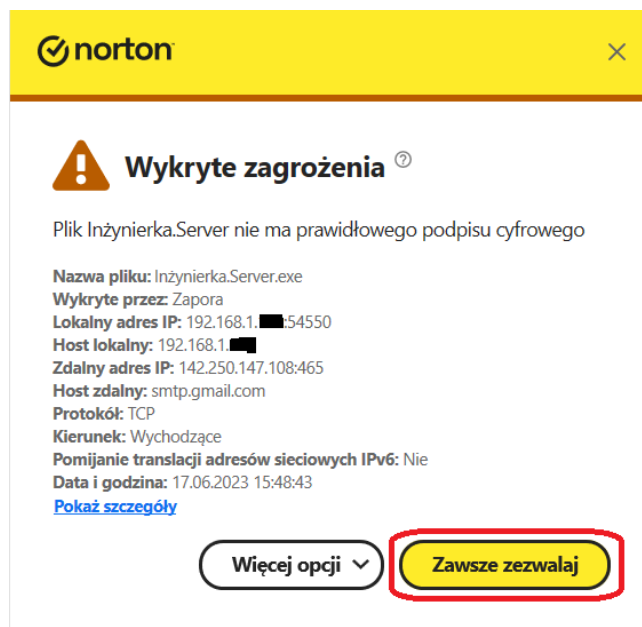 norton
Wykryte zagrożenia ?
Plik Inżynierka.Server nie ma prawidłowego podpisu cyfrowego
Nazwa pliku: Inżynierka.Server.exe
Wykryte przez: Zapora
Lokalny adres IP: 192.168.1.:54550
Host lokalny: 192.168.1.
Zdalny adres IP: 142.250.147.108:465
Host zdalny: smtp.gmail.com
Protokół: TCP
Kierunek: Wychodzące
Pomijanie translacji adresów sieciowych IPv6: Nie
Data i godzina: 17.06.2023 15:48:43
Pokaż szczegóły
Więcej opcji
Zawsze zezwalaj